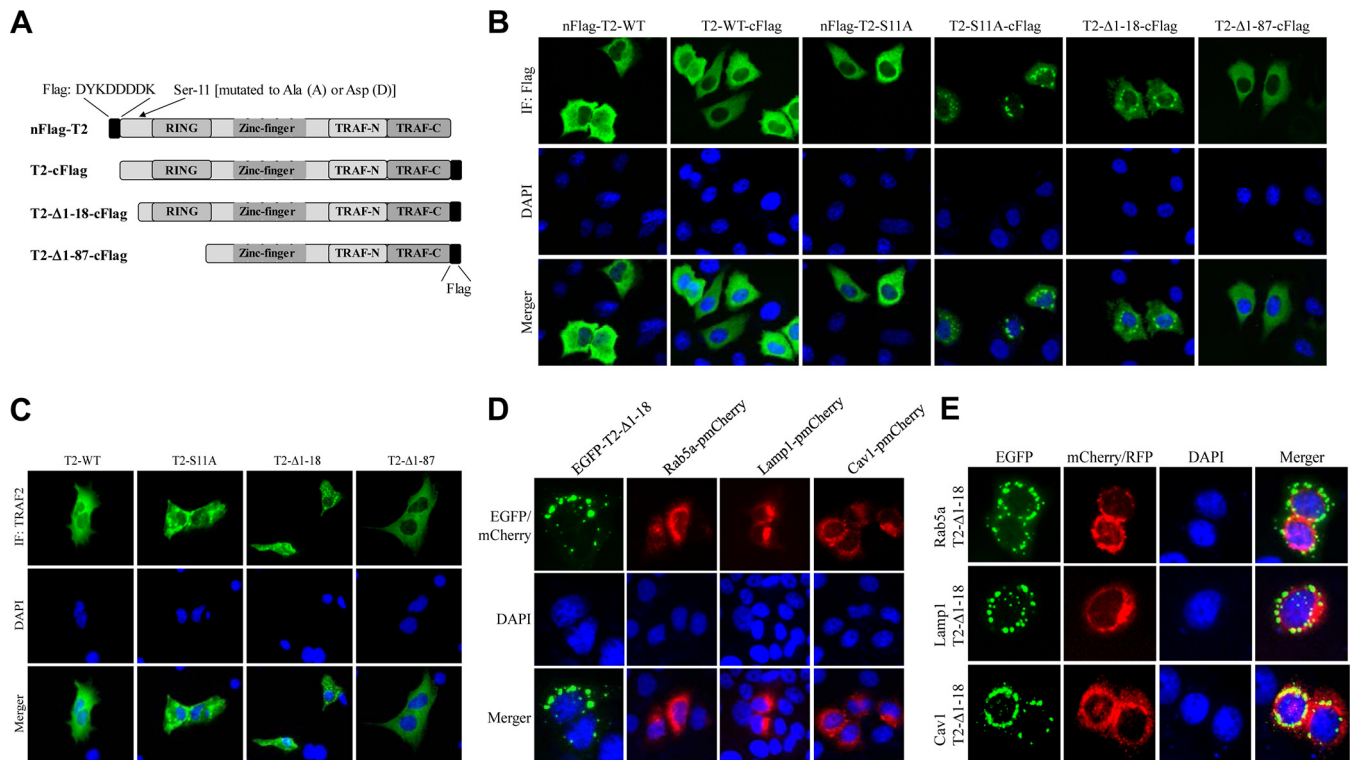 A
Flag: DYKDDDDK
Ser-11 [mutated to Ala (A) or Asp (D)]
nFlag-T2
RING
Zinc-finger
TRAF-N
TRAF-C
T2-cFlag
RING
Zinc-finger
TRAF-N
TRAF-C
T2-Δ1-18-cFlag
RING
Zinc-finger
TRAF-N
TRAF-C
T2-Δ1-87-cFlag
Zinc-finger
TRAF-N
TRAF-C
Flag
B
nFlag-T2-WT
T2-WT-cFlag
nFlag-T2-S11A
T2-S11A-cFlag
T2-Δ1-18-cFlag
T2-Δ1-87-cFlag
IF: Flag
DAPI
Merger
C
T2-WT
T2-S11A
T2-Δ1-18
T2-Δ1-87
IF: TRAF2
DAPI
Merger
D
EGFP-T2-Δ1-18
Rab5a-pmCherry
Lamp1-pmCherry
Cav1-pmCherry
EGFP/
mCherry
DAPI
Merger
E
EGFP
mCherry/RFP
DAPI
Merger
Rab5a
T2-Δ1-18
Lamp1
T2-Δ1-18
Cav1
T2-Δ1-18